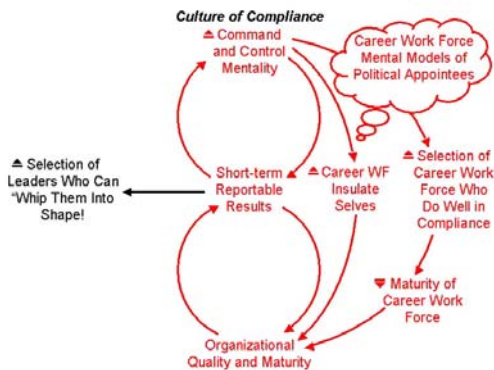 Culture of Compliance
Command
and Control
Mentality
Career Work Force
Mental Models of
Political Appointees
Selection of
Leaders Who Can
"Whip Them Into
Shape!
Short-term
Reportable
Results
Career WF
Insulate
Selves
Selection of
Career Work
Force Who
Do Well in
Compliance
Maturity of
Career Work
Force
Organizational
Quality and Maturity